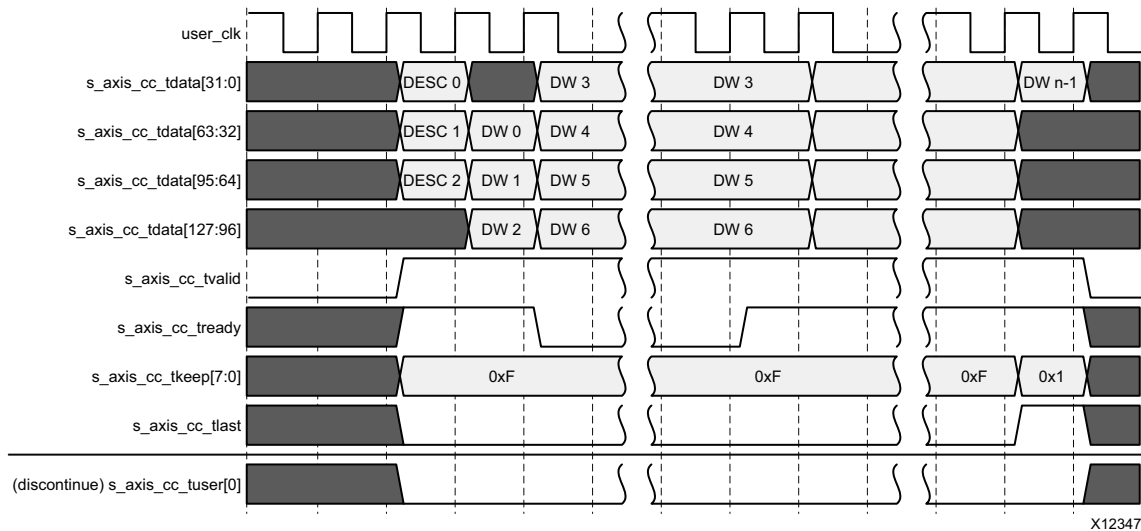 user_clk
s_axis_cc_tdata[31:0] DESC 0 DW 3 DW 3 DW n-1
s_axis_cc_tdata[63:32] DESC 1 DW 0 DW 4 DW 4
s_axis_cc_tdata[95:64] DESC 2 DW 1 DW 5 DW 5
s_axis_cc_tdata[127:96] DW 2 DW 6 DW 6
s_axis_cc_tvalid
s_axis_cc_tready
s_axis_cc_tkeep[7:0] 0xF 0xF 0xF 0x1
s_axis_cc_tlast
(discontinue) s_axis_cc_tuser[0]
X12347